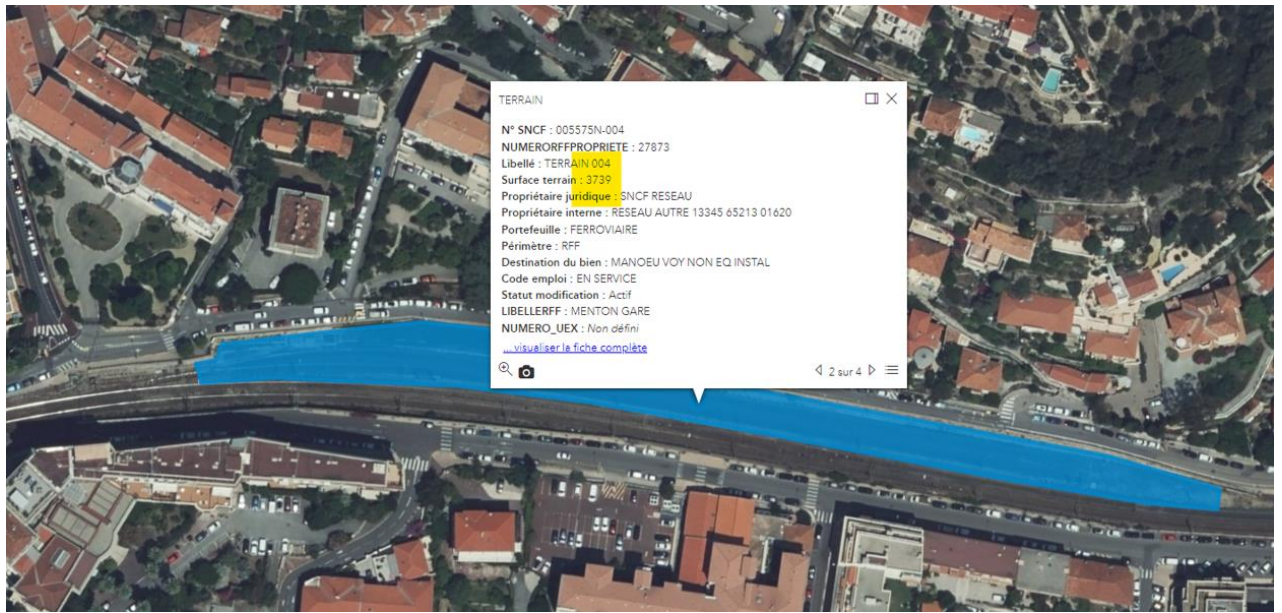 TERRAIN
N° SNCF : 005575N-004
NUMERORFFPROPRIETE : 27873
Libellé : TERRAIN 004
Surface terrain : 3739
Propriétaire juridique : SNCF RESEAU
Propriétaire interne : RESEAU AUTRE 13345 65213 01620
Portefeuille : FERROVIAIRE
Périmètre : RFF
Destination du bien : MANOEU VOY NON EQ INSTAL
Code emploi : EN SERVICE
Statut modification : Actif
LIBELLERFF : MENTON GARE
NUMERO_UEX : Non défini
... visualiser la fiche complète
2 sur 4